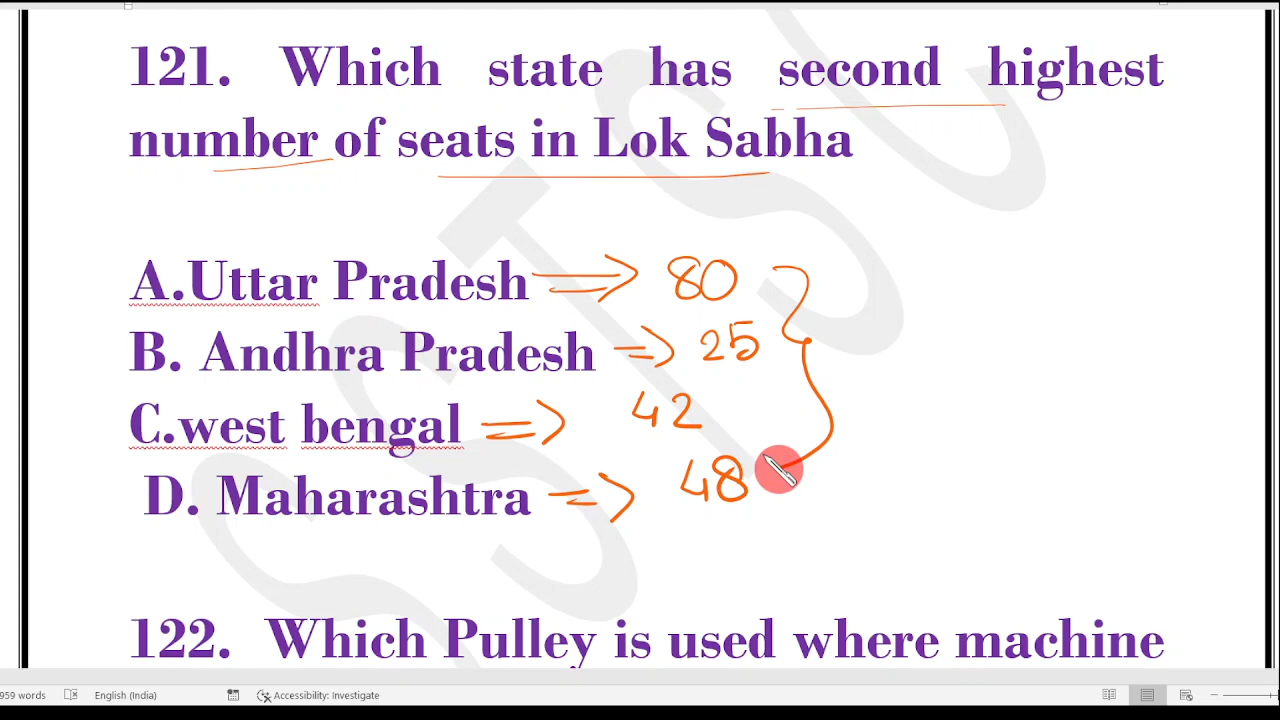 121. Which state has second highest
number of seats in Lok Sabha
A.Uttar Pradesh => 80
B. Andhra Pradesh => 25
C.west bengal => 42
D. Maharashtra => 48
122. Which Pulley is used where machine
959 words English (India) Accessibility: Investigate